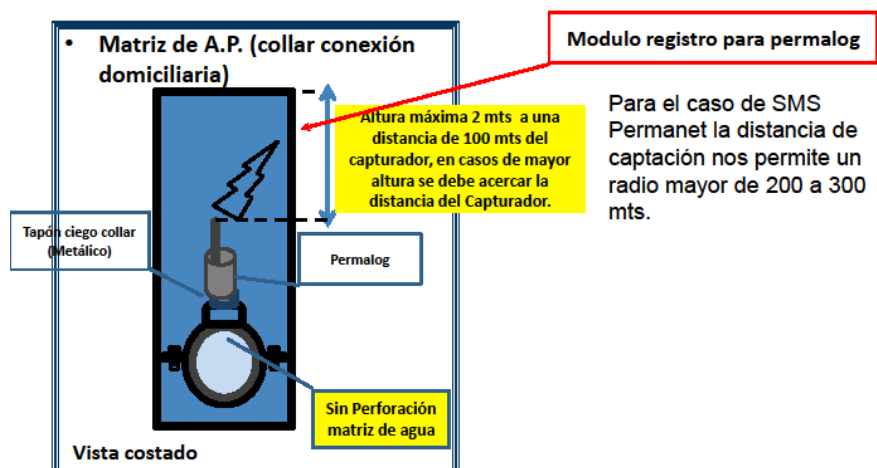 • Matriz de A.P. (collar conexión
domiciliaria)
Modulo registro para permalog
Altura máxima 2 mts a una
distancia de 100 mts del
capturador, en casos de mayor
altura se debe acercar la
distancia del Capturador.
Para el caso de SMS
Permanet la distancia de
captación nos permite un
radio mayor de 200 a 300
mts.
Tapón ciego collar
(Metálico)
Permalog
Sin Perforación
matriz de agua
Vista costado